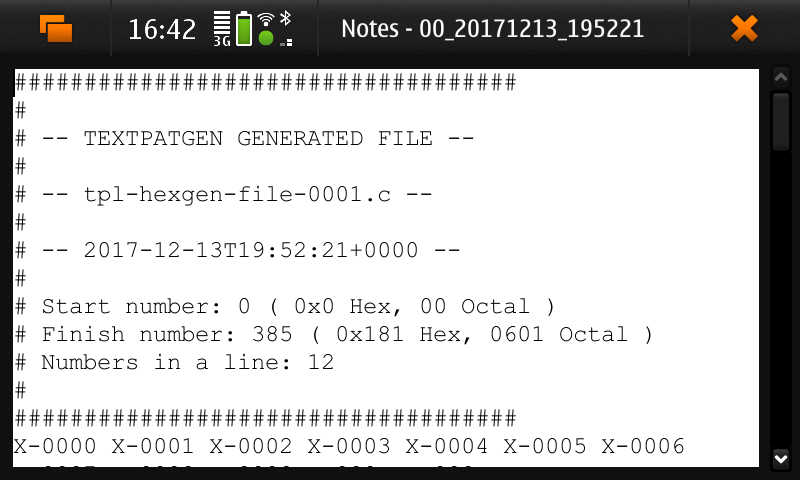 16:42 3G Notes - 00_20171213_195221
####################################
#
# -- TEXTPATGEN GENERATED FILE --
#
# -- tpl-hexgen-file-0001.c --
#
# -- 2017-12-13T19:52:21+0000 --
#
# Start number: 0 ( 0x0 Hex, 00 Octal )
# Finish number: 385 ( 0x181 Hex, 0601 Octal )
# Numbers in a line: 12
#
####################################
X-0000 X-0001 X-0002 X-0003 X-0004 X-0005 X-0006